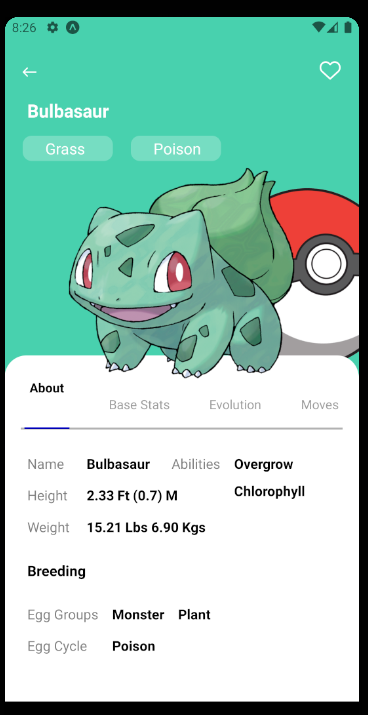 8:26
Bulbasaur
Grass Poison
About Base Stats Evolution Moves
Name Bulbasaur Abilities Overgrow
Height 2.33 Ft (0.7) M Chlorophyll
Weight 15.21 Lbs 6.90 Kgs
Breeding
Egg Groups Monster Plant
Egg Cycle Poison